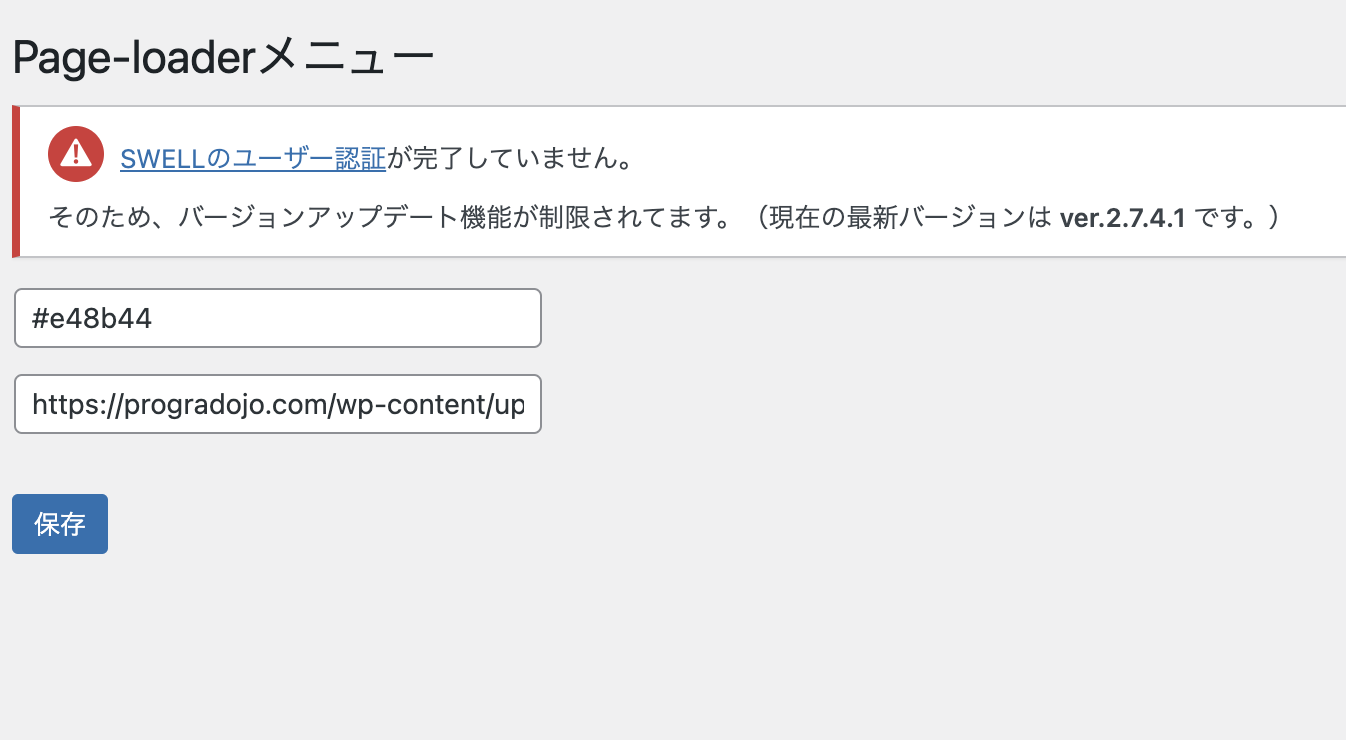 Page-loaderメニュー
SWELLのユーザー認証が完了していません。
そのため、バージョンアップデート機能が制限されてます。（現在の最新バージョンは ver.2.7.4.1 です。）
#e48b44
https://progradojo.com/wp-content/up
保存